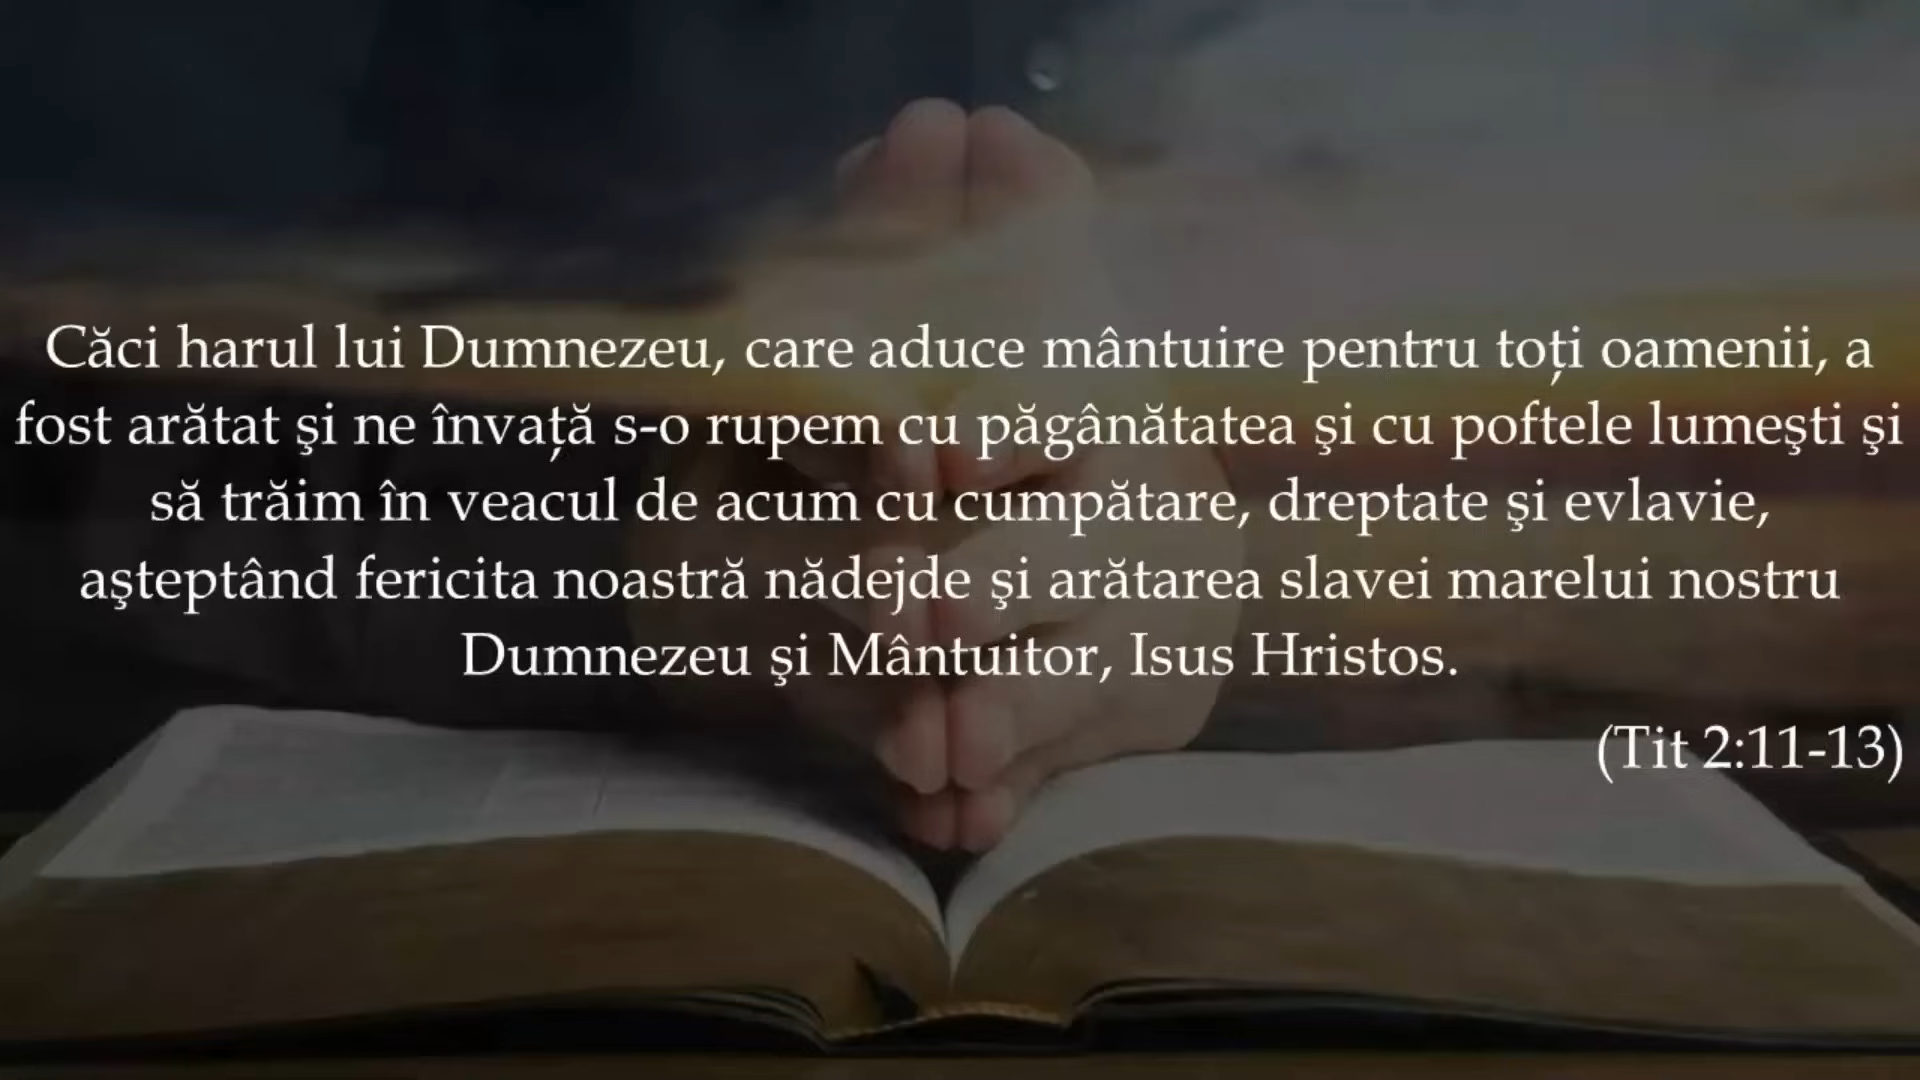 Căci harul lui Dumnezeu, care aduce mântuire pentru toţi oamenii, a
fost arătat şi ne învaţă s-o rupem cu păgânătatea şi cu poftele lumeşti şi
să trăim în veacul de acum cu cumpătare, dreptate şi evlavie,
aşteptând fericita noastră nădejde şi arătarea slavei marelui nostru
Dumnezeu şi Mântuitor, Isus Hristos.
(Tit 2:11-13)